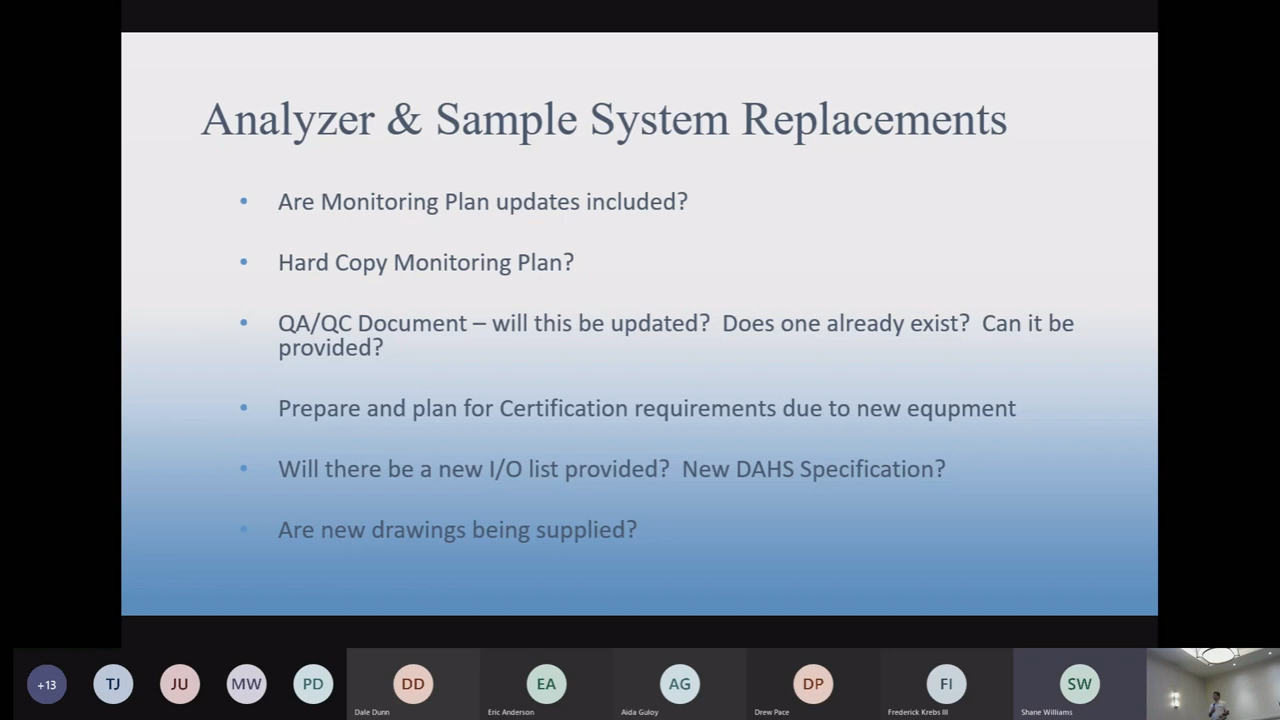 Analyzer & Sample System Replacements
• Are Monitoring Plan updates included?
• Hard Copy Monitoring Plan?
• QA/QC Document – will this be updated?  Does one already exist?  Can it be
provided?
• Prepare and plan for Certification requirements due to new equpment
• Will there be a new I/O list provided?  New DAHS Specification?
• Are new drawings being supplied?
+13
TJ
JU
MW
PD
DD
EA
AG
DP
FI
SW
Dale Dunn
Eric Anderson
Aida Guloy
Drew Pace
Frederick Krebs III
Shane Williams